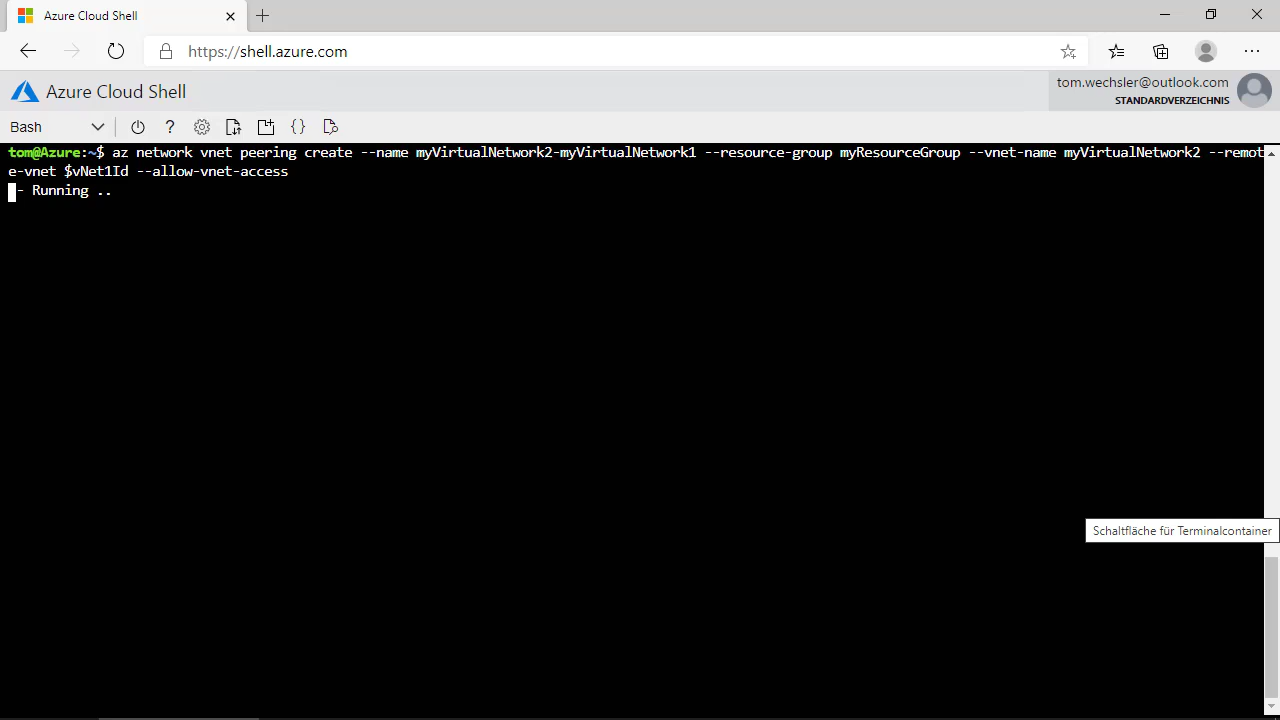 Azure Cloud Shell
https://shell.azure.com
Azure Cloud Shell
tom.wechsler@outlook.com
STANDARDVERZEICHNIS
Bash
tom@Azure:~$ az network vnet peering create --name myVirtualNetwork2-myVirtualNetwork1 --resource-group myResourceGroup --vnet-name myVirtualNetwork2 --remot
e-vnet $vNet1Id --allow-vnet-access
- Running ..
Schaltfläche für Terminalcontainer